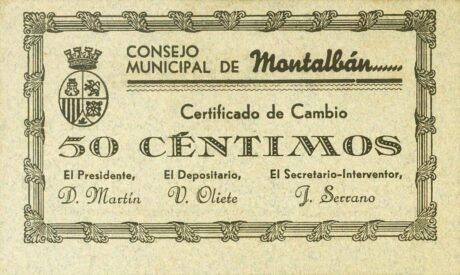 CONSEJO
MUNICIPAL DE Montalbán......
Certificado de Cambio
50 CÉNTIMOS
El Presidente, El Depositario, El Secretario-Interventor,
D. Martín V. Oliete J. Serrano